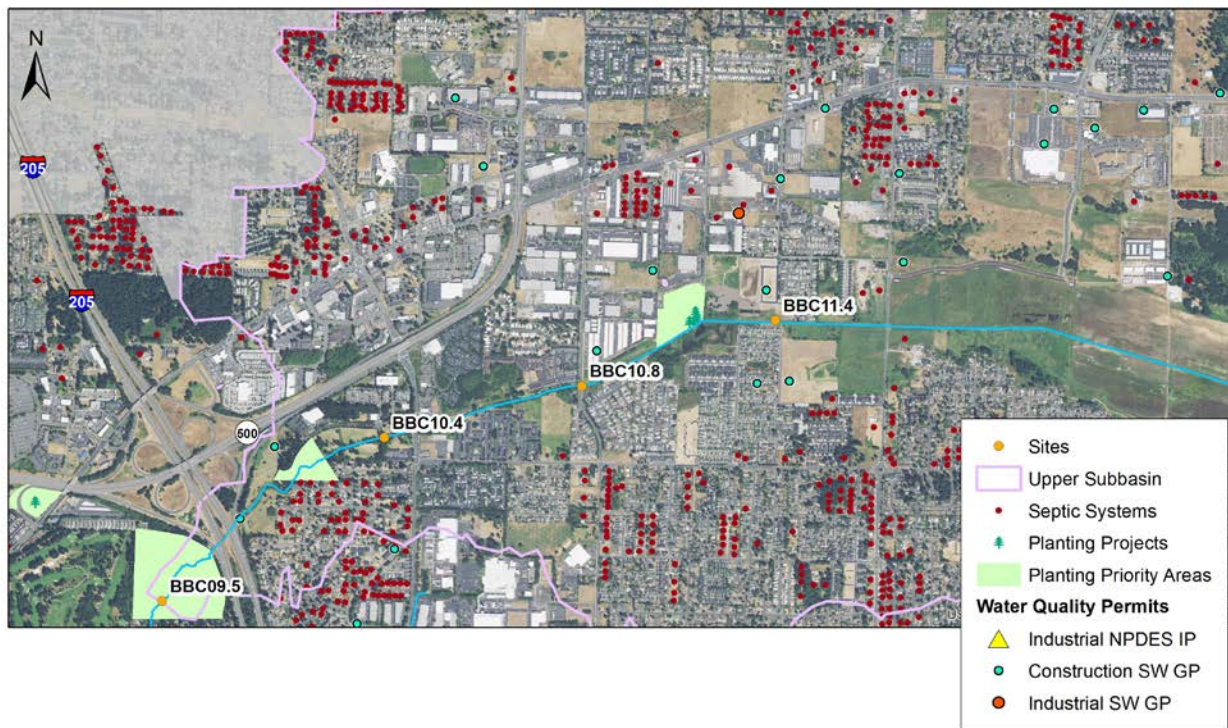 N
205
205
BBC11.4
BBC10.8
BBC10.4
500
BBC09.5
Sites
Upper Subbasin
Septic Systems
Planting Projects
Planting Priority Areas
Water Quality Permits
Industrial NPDES IP
Construction SW GP
Industrial SW GP